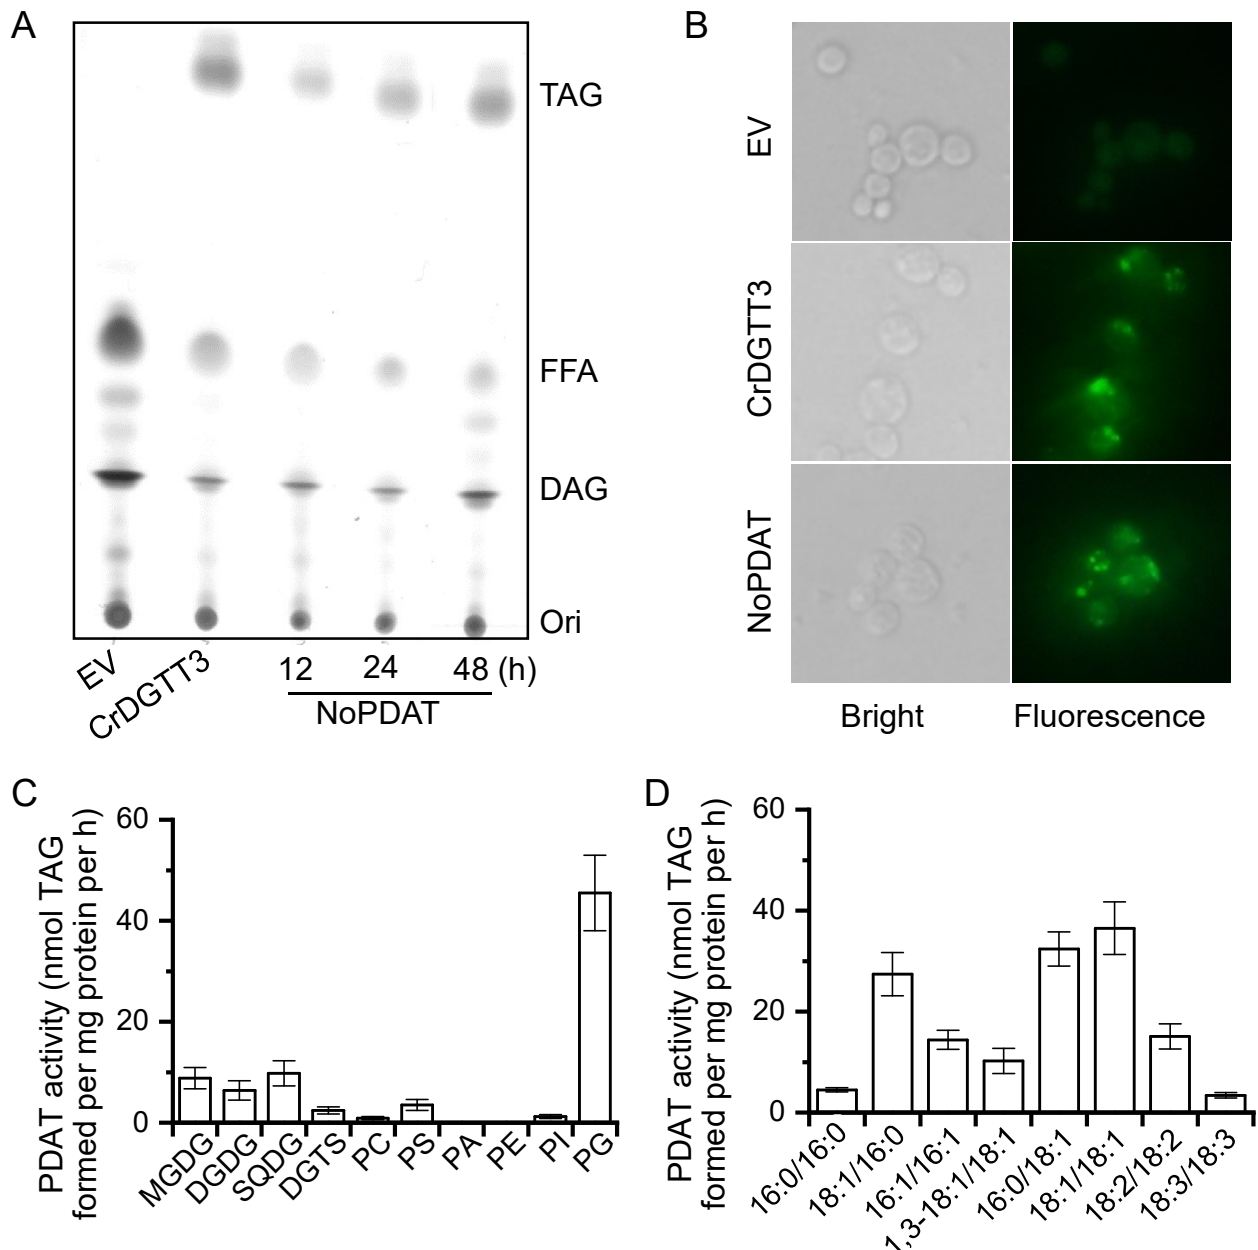 A
TAG
FFA
DAG
Ori
EV
CrDGTT3
12
24
48 (h)
NoPDAT
B
EV
CrDGTT3
NoPDAT
Bright
Fluorescence
C
PDAT activity (nmol TAG
formed per mg protein per h)
60
40
20
0
MGDG
DGDG
SQDG
DGTS
PC
PS
PA
PE
PI
PG
D
PDAT activity (nmol TAG
formed per mg protein per h)
60
40
20
0
16:0/16:0
18:1/16:0
16:1/16:1
1,3-18:1/18:1
16:0/18:1
18:1/18:1
18:2/18:2
18:3/18:3